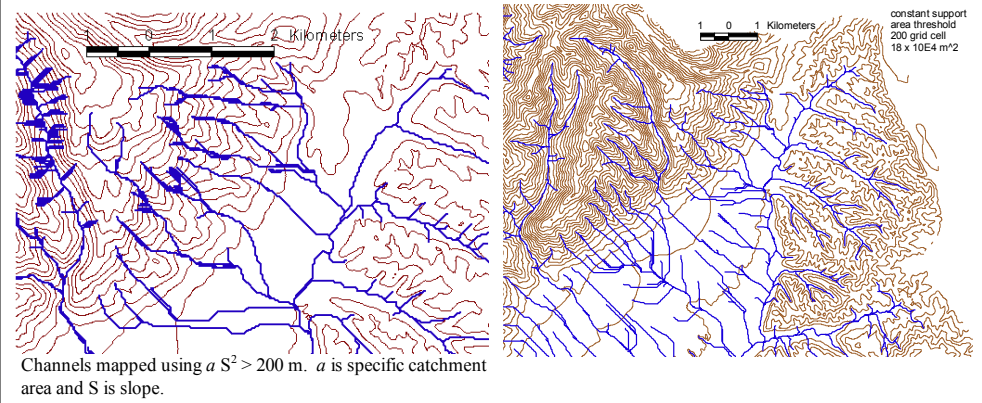 1 0 1 2 Kilometers
Channels mapped using a S² > 200 m. a is specific catchment
area and S is slope.
1 0 1 Kilometers
constant support
area threshold
200 grid cell
18 x 10E4 m^2